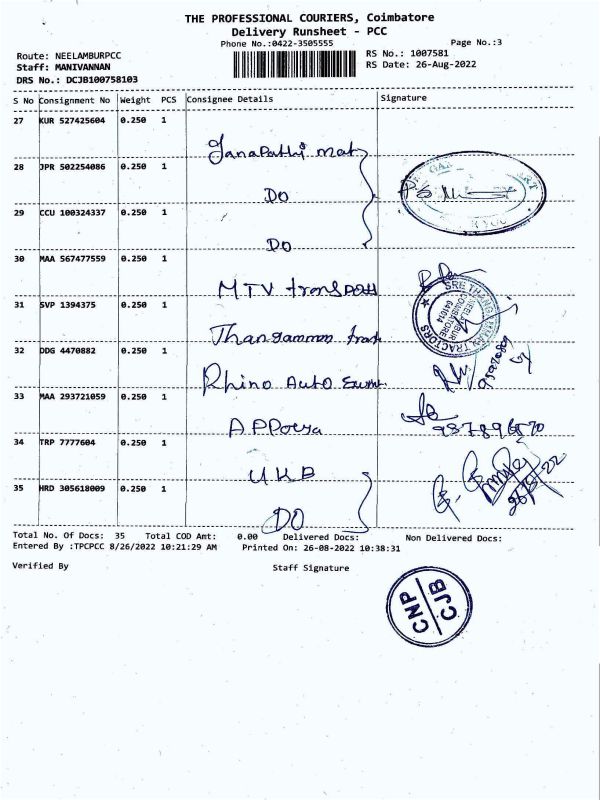 THE PROFESSIONAL COURIERS, Coimbatore
Delivery Runsheet - PCC
Phone No.:0422-3505555
Page No.:3
Route: NEELAMBURPCC
RS No.: 1007581
Staff: MANIVANNAN
RS Date: 26-Aug-2022
DRS No.: DCJB100758103
S No Consignment No Weight PCS Consignee Details Signature
27 KUR 527425604 0.250 1
Ganapathi mat
28 JPR 502254086 0.250 1
DO
29 CCU 100324337 0.250 1
DO
30 MAA 567477559 0.250 1
MTV transport
31 SVP 1394375 0.250 1
Thangamman
32 DDG 4470882 0.250 1
Rhino Auto
33 MAA 293721059 0.250 1
34 TRP 7777604 0.250 1
UKB
35 HRD 305618009 0.250 1
DO
SRE THANGAMMAN TRACTORS
NEELAMBUR
COIMBATORE
641014
Total No. Of Docs: 35 Total COD Amt: 0.00 Delivered Docs: Non Delivered Docs:
Entered By :TPCPCC 8/26/2022 10:21:29 AM Printed On: 26-08-2022 10:38:31
Verified By Staff Signature
CNP
CJB